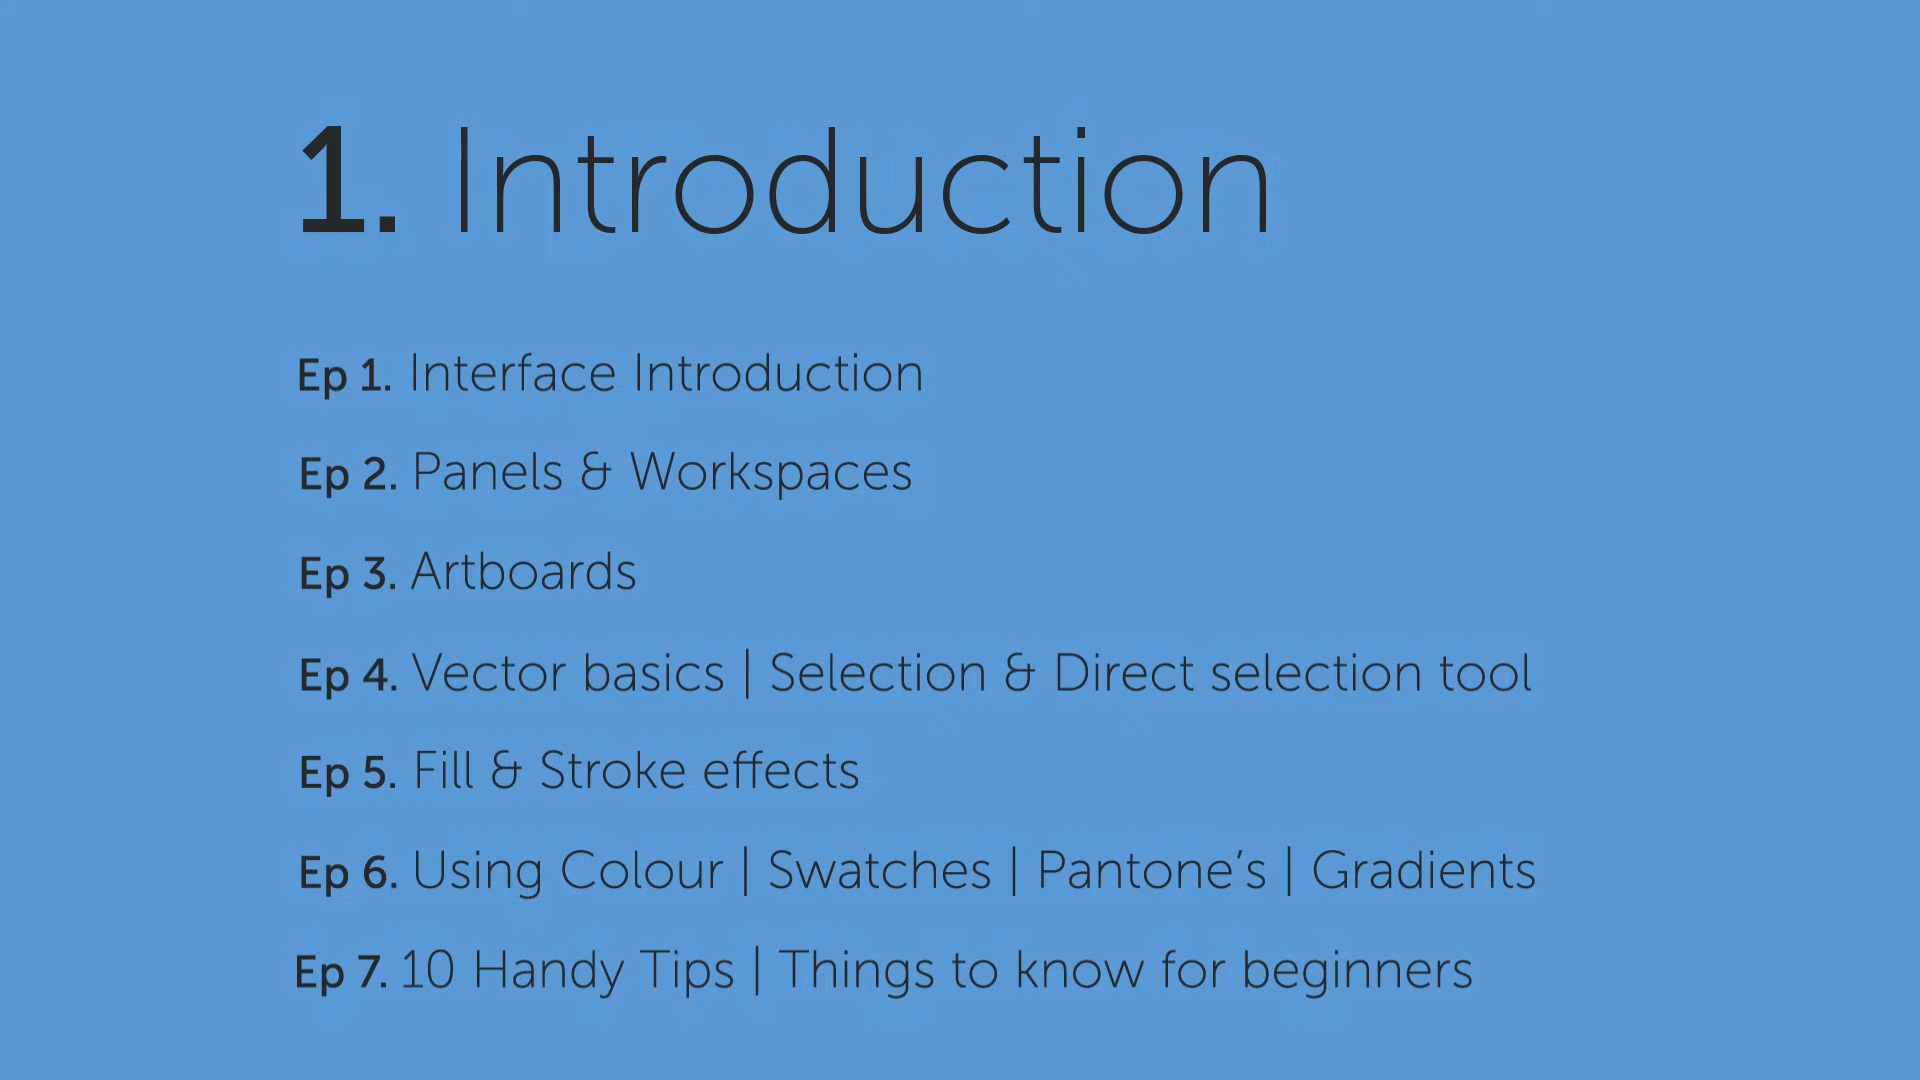 1. Introduction
Ep 1. Interface Introduction
Ep 2. Panels & Workspaces
Ep 3. Artboards
Ep 4. Vector basics | Selection & Direct selection tool
Ep 5. Fill & Stroke effects
Ep 6. Using Colour | Swatches | Pantone’s | Gradients
Ep 7. 10 Handy Tips | Things to know for beginners